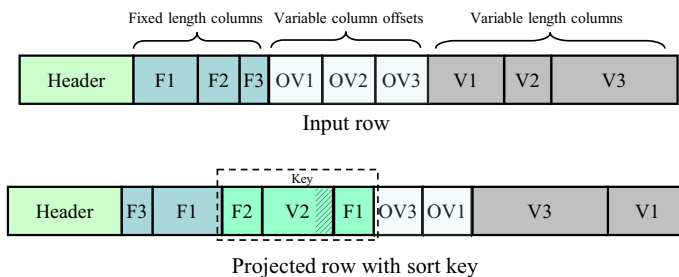 Fixed length columns Variable column offsets Variable length columns
Header F1 F2 F3 OV1 OV2 OV3 V1 V2 V3
Input row
Key
Header F3 F1 F2 V2 F1 OV3 OV1 V3 V1
Projected row with sort key